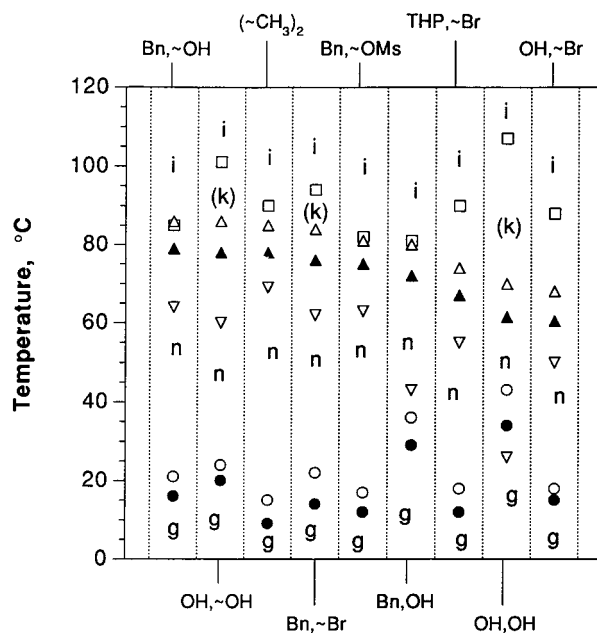 (~CH3)2 THP,~Br
Bn,~OH Bn,~OMs OH,~Br
120
i i
100 i i i i i i i
(k) (k) (k)
80
Temperature, °C
60
n n n n n n n n n
40
20
g g g g g g g g g
0
OH,~OH Bn,OH
Bn,~Br OH,OH